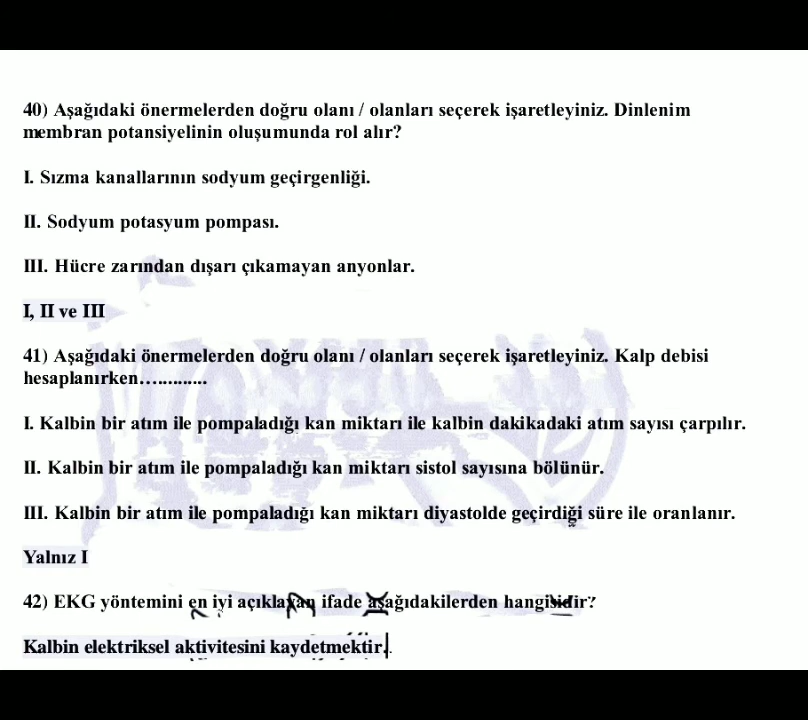 40) Aşağıdaki önermelerden doğru olanı / olanları seçerek işaretleyiniz. Dinlenim
membran potansiyelinin oluşumunda rol alır?
I. Sızma kanallarının sodyum geçirgenliği.
II. Sodyum potasyum pompası.
III. Hücre zarından dışarı çıkamayan anyonlar.
I, II ve III
41) Aşağıdaki önermelerden doğru olanı / olanları seçerek işaretleyiniz. Kalp debisi
hesaplanırken…..........
I. Kalbin bir atım ile pompaladığı kan miktarı ile kalbin dakikadaki atım sayısı çarpılır.
II. Kalbin bir atım ile pompaladığı kan miktarı sistol sayısına bölünür.
III. Kalbin bir atım ile pompaladığı kan miktarı diyastolde geçirdiği süre ile oranlanır.
Yalnız I
42) EKG yöntemini en iyi açıklayan ifade aşağıdakilerden hangisidir?
Kalbin elektriksel aktivitesini kaydetmektir.